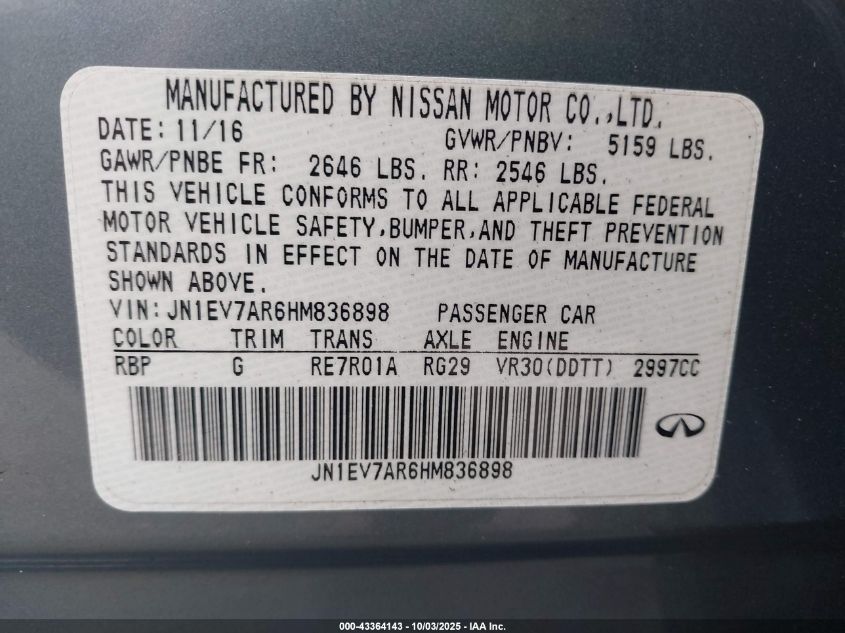 MANUFACTURED BY NISSAN MOTOR CO.,LTD.
DATE: 11/16 GVWR/PNBV: 5159 LBS.
GAWR/PNBE FR: 2646 LBS. RR: 2546 LBS.
THIS VEHICLE CONFORMS TO ALL APPLICABLE FEDERAL
MOTOR VEHICLE SAFETY,BUMPER,AND THEFT PREVENTION
STANDARDS IN EFFECT ON THE DATE OF MANUFACTURE
SHOWN ABOVE.
VIN: JN1EV7AR6HM836898 PASSENGER CAR
COLOR TRIM TRANS AXLE ENGINE
RBP G RE7R01A RG29 VR30(DDTT) 2997CC
JN1EV7AR6HM836898
000-43364143 - 10/03/2025 - IAA Inc.